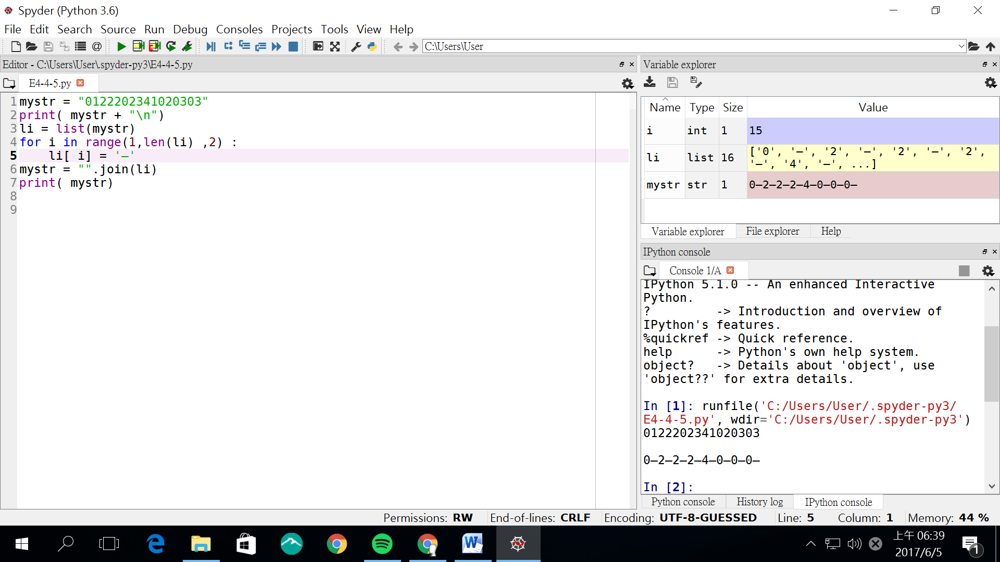 Spyder (Python 3.6)
File Edit Search Source Run Debug Consoles Projects Tools View Help
C:\Users\User
Editor - C:\Users\User\.spyder-py3\E4-4-5.py
E4-4-5.py
1 mystr = "0122202341020303"
2 print( mystr + "\n")
3 li = list(mystr)
4 for i in range(1,len(li) ,2) :
5     li[ i] = '—'
6 mystr = "".join(li)
7 print( mystr)
8
9
Variable explorer
Name Type Size Value
i int 1 15
li list 16 ['0', '—', '2', '—', '2', '—', '2',
'—', '4', '—', ...]
mystr str 1 0—2—2—2—4—0—0—0—
Variable explorer File explorer Help
IPython console
Console 1/A
IPython 5.1.0 -- An enhanced Interactive
Python.
?         -> Introduction and overview of
IPython's features.
%quickref -> Quick reference.
help      -> Python's own help system.
object?   -> Details about 'object', use
'object??' for extra details.
In [1]: runfile('C:/Users/User/.spyder-py3/
E4-4-5.py', wdir='C:/Users/User/.spyder-py3')
0122202341020303
0—2—2—2—4—0—0—0—
In [2]:
Python console History log IPython console
Permissions: RW End-of-lines: CRLF Encoding: UTF-8-GUESSED Line: 5 Column: 1 Memory: 44 %
上午 06:39
2017/6/5
1